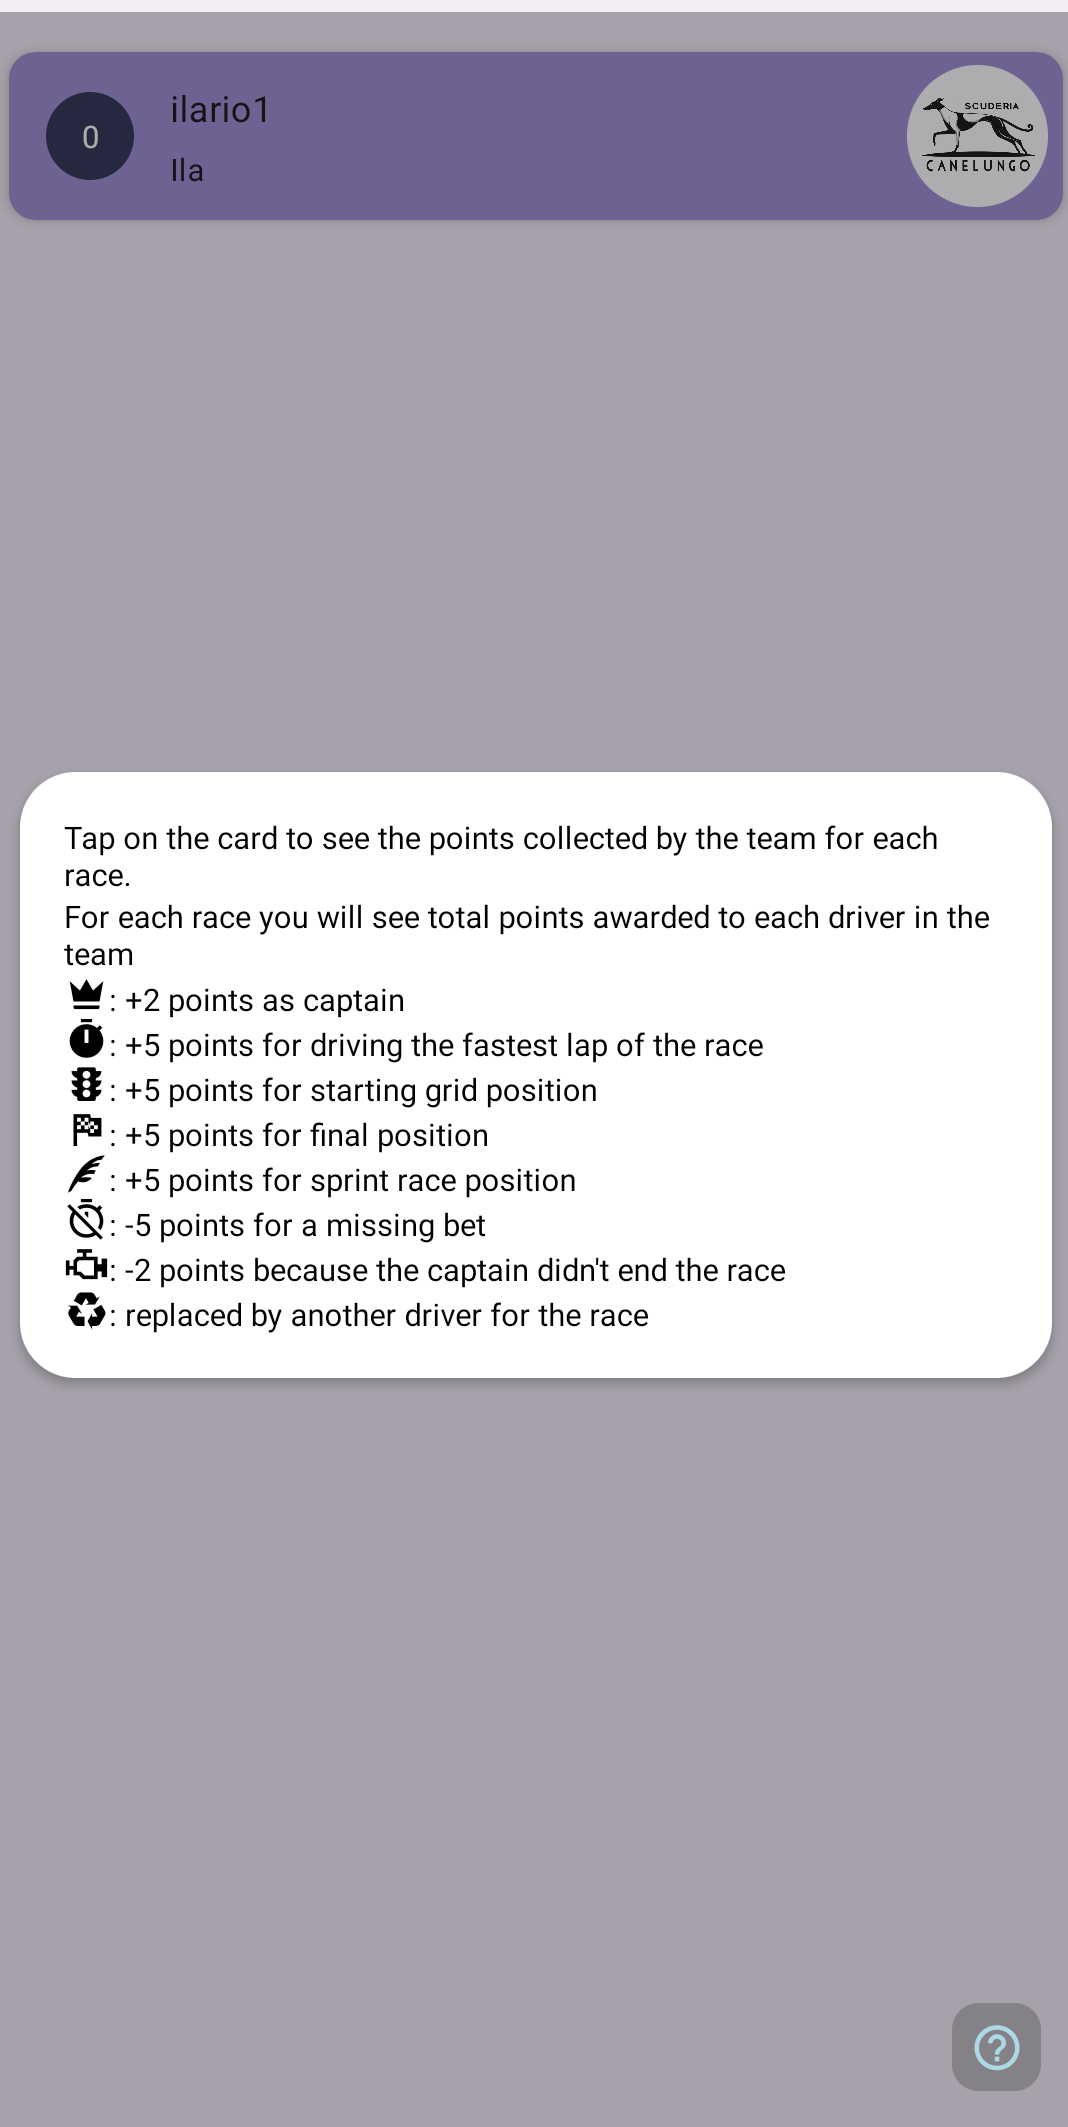 0
ilario1
Ila
SCUDERIA
CANELUNGO
Tap on the card to see the points collected by the team for each
race.
For each race you will see total points awarded to each driver in the
team
: +2 points as captain
: +5 points for driving the fastest lap of the race
: +5 points for starting grid position
: +5 points for final position
: +5 points for sprint race position
: -5 points for a missing bet
: -2 points because the captain didn't end the race
: replaced by another driver for the race
?